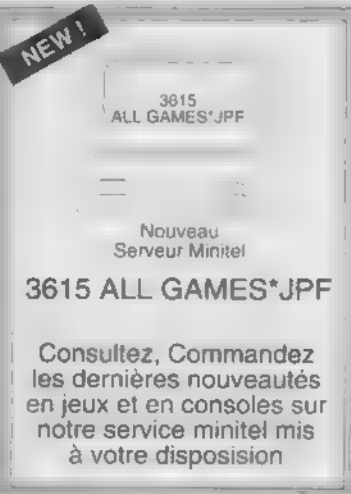 NEW !
3615
ALL GAMES*JPF
Nouveau
Serveur Minitel
3615 ALL GAMES*JPF
Consultez, Commandez
les dernières nouveautés
en jeux et en consoles sur
notre service minitel mis
à votre disposision